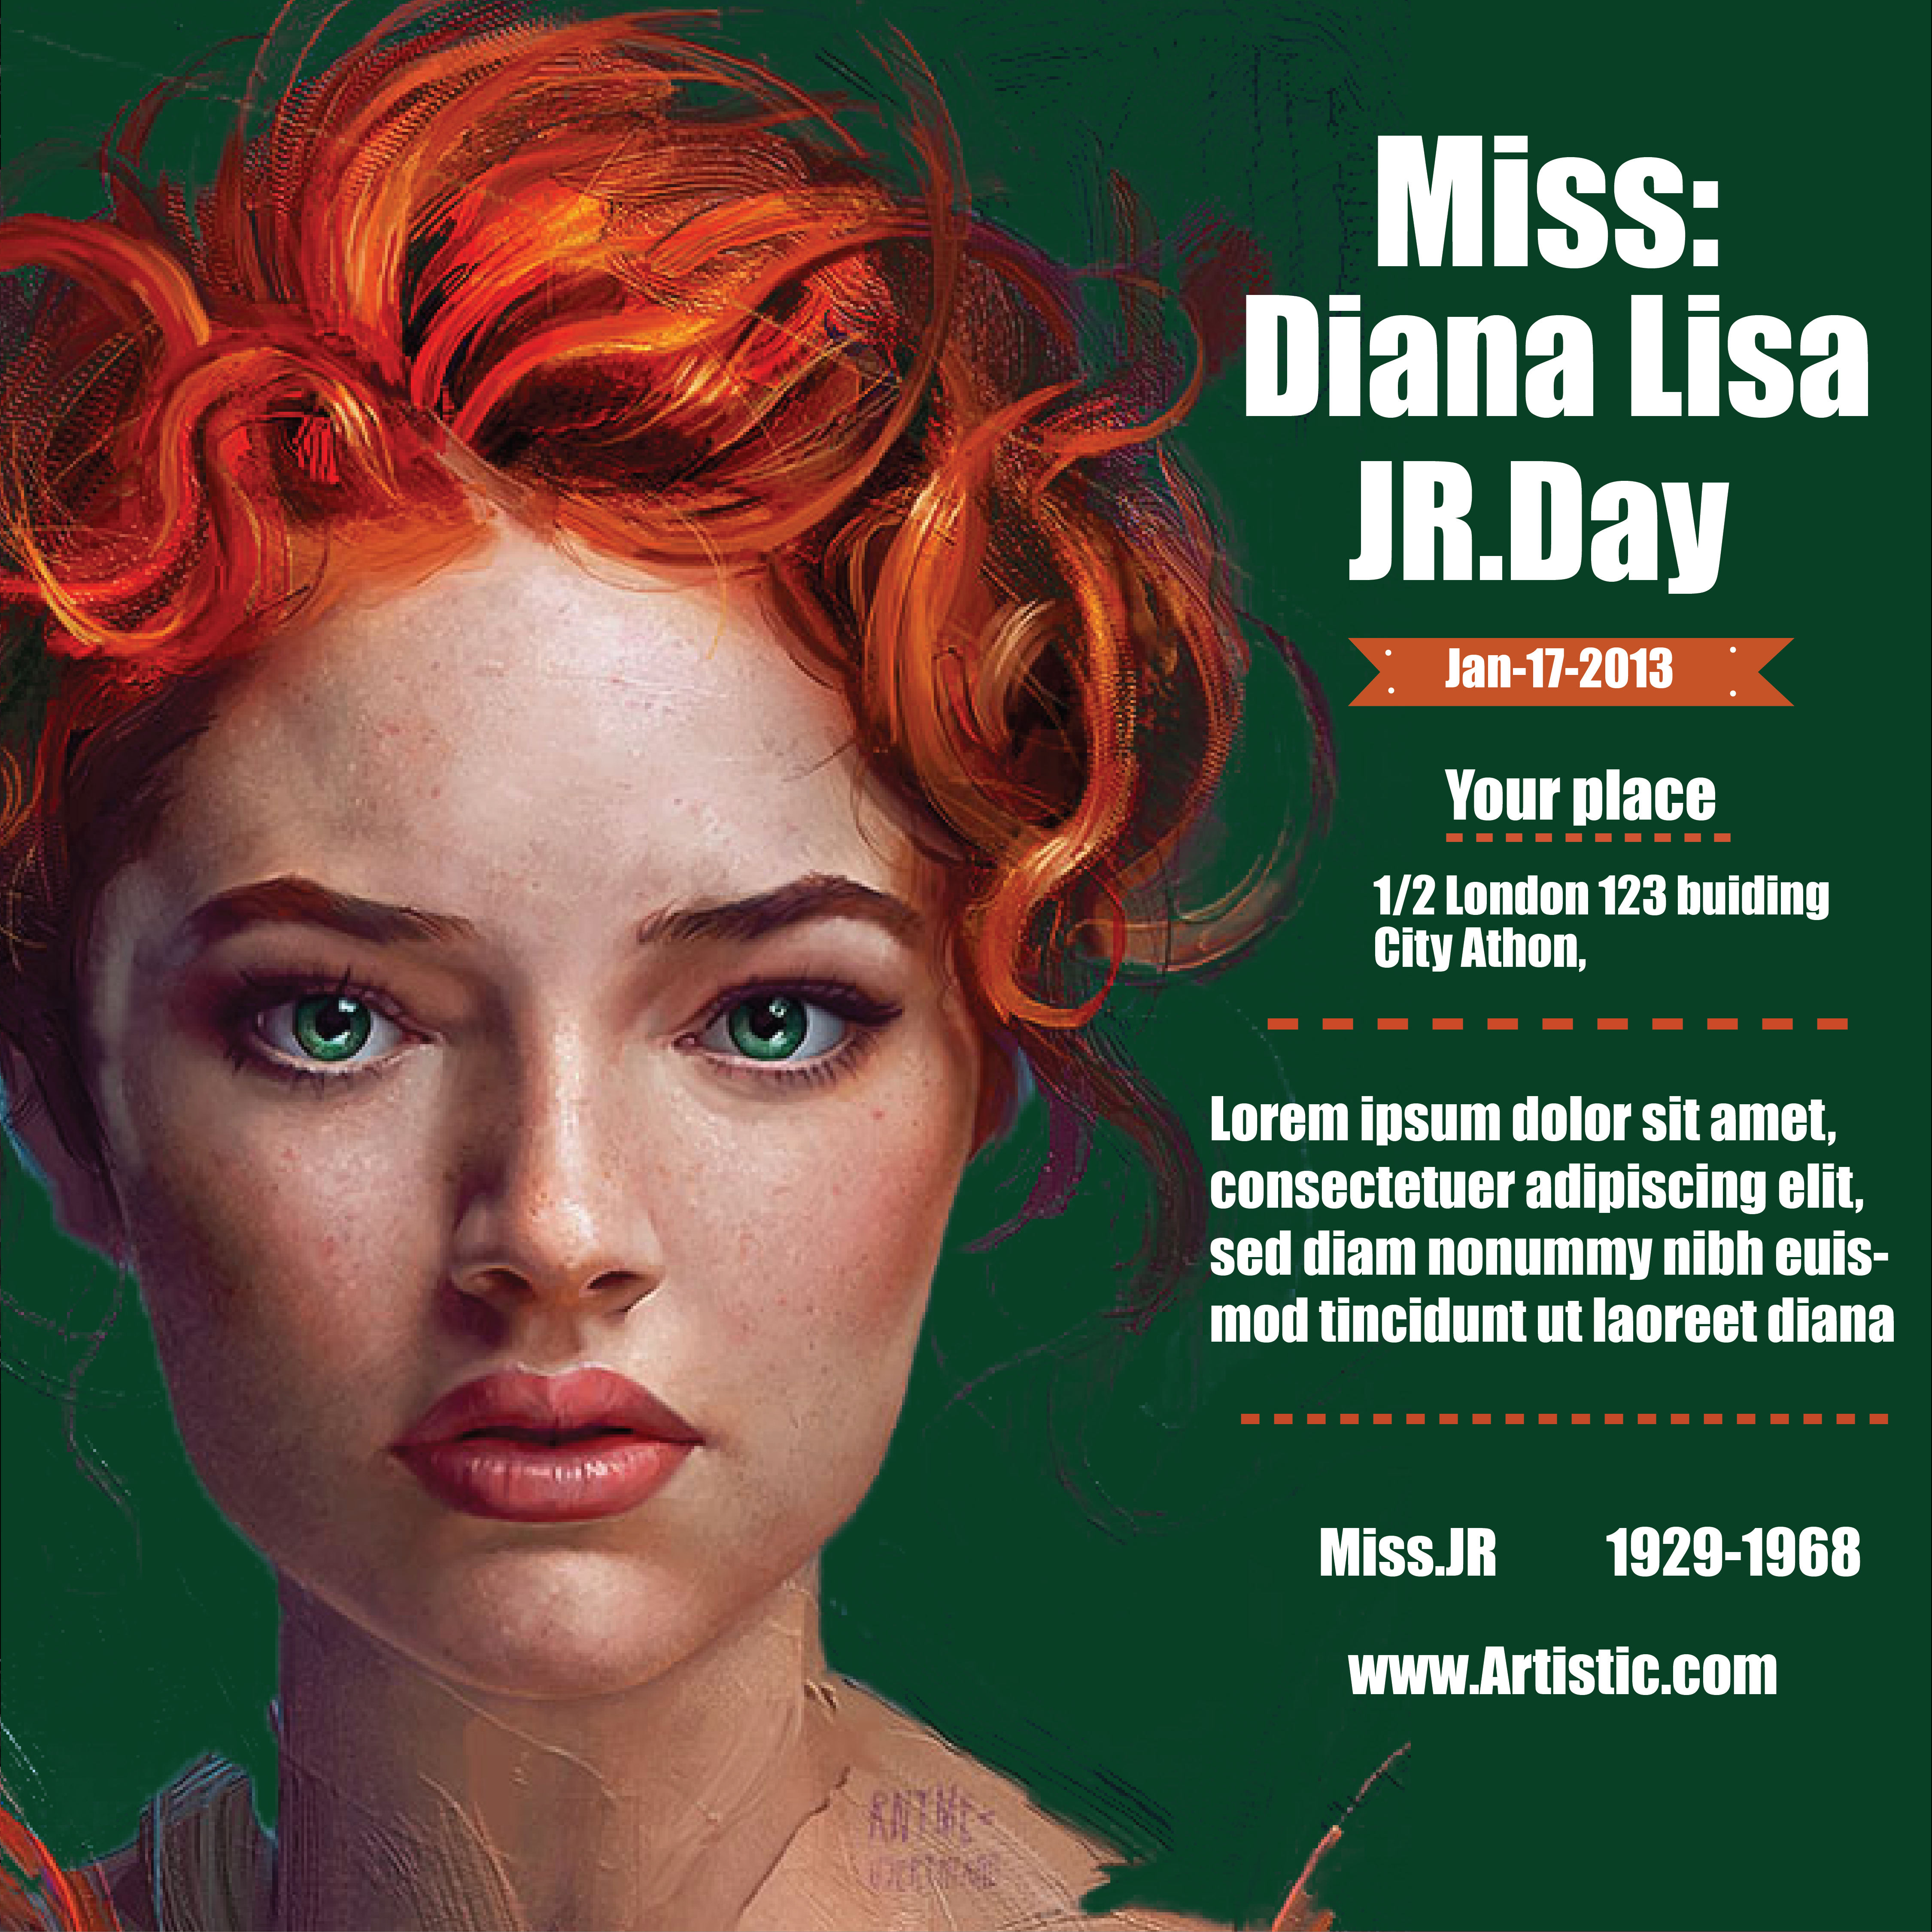 Miss:
Diana Lisa
JR.Day
Jan-17-2013
Your place
1/2 London 123 buiding
City Athon,
Lorem ipsum dolor sit amet,
consectetuer adipiscing elit,
sed diam nonummy nibh euis-
mod tincidunt ut laoreet diana
Miss.JR 1929-1968
www.Artistic.com